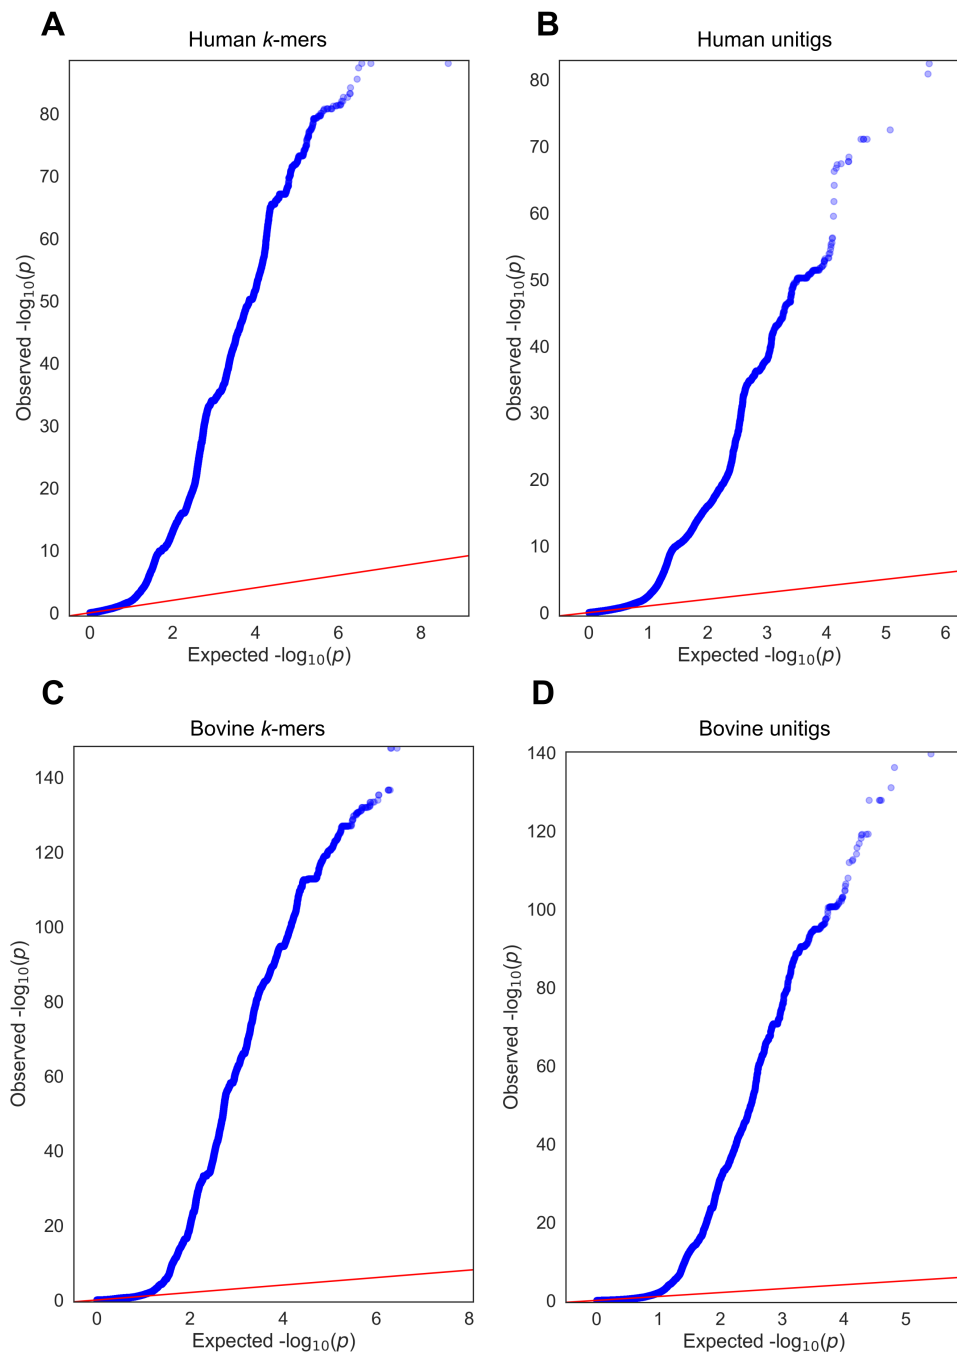 A
Human k-mers
Observed -log10(p)
80
70
60
50
40
30
20
10
0
0 2 4 6 8
Expected -log10(p)
B
Human unitigs
Observed -log10(p)
80
70
60
50
40
30
20
10
0
0 1 2 3 4 5 6
Expected -log10(p)
C
Bovine k-mers
Observed -log10(p)
140
120
100
80
60
40
20
0
0 2 4 6 8
Expected -log10(p)
D
Bovine unitigs
Observed -log10(p)
140
120
100
80
60
40
20
0
0 1 2 3 4 5
Expected -log10(p)